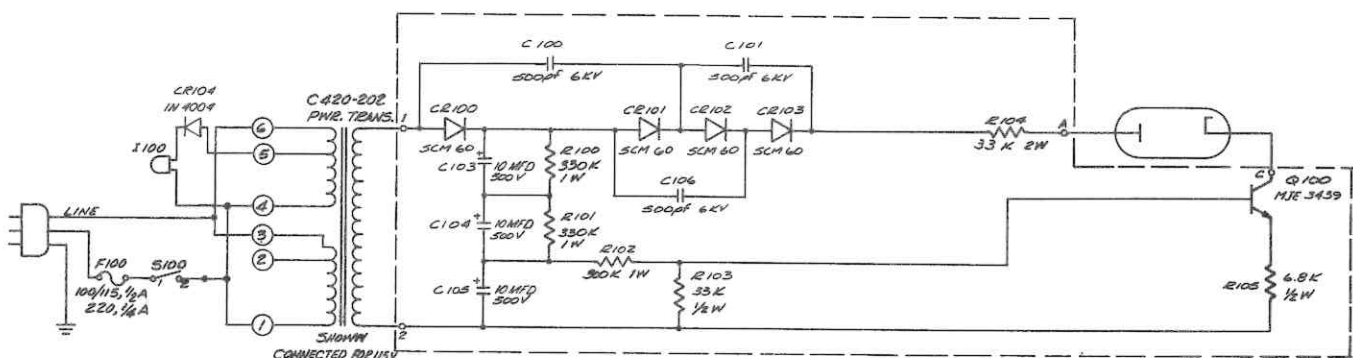 C100
500pf 6KV
C101
500pf 6KV
CR104
1N 4004
I100
C420-202
PWR. TRANS.
1
CR100
SCM 60
CR101
SCM 60
CR102
SCM 60
CR103
SCM 60
R104
33 K 2W
A
6
5
4
3
2
1
C103
+
10 MFD
500V
R100
330K
1W
C106
500pf 6KV
C104
+
10 MFD
500V
R101
330K
1W
R102
300K 1W
C105
+
10 MFD
500V
R103
33K
1/2W
C
Q100
MJE 3439
R105
6.8K
1/2W
LINE
F100
100/115, 1/2A
220, 1/4A
S100
1
2
2
SHOWN
CONNECTED FOR 115V